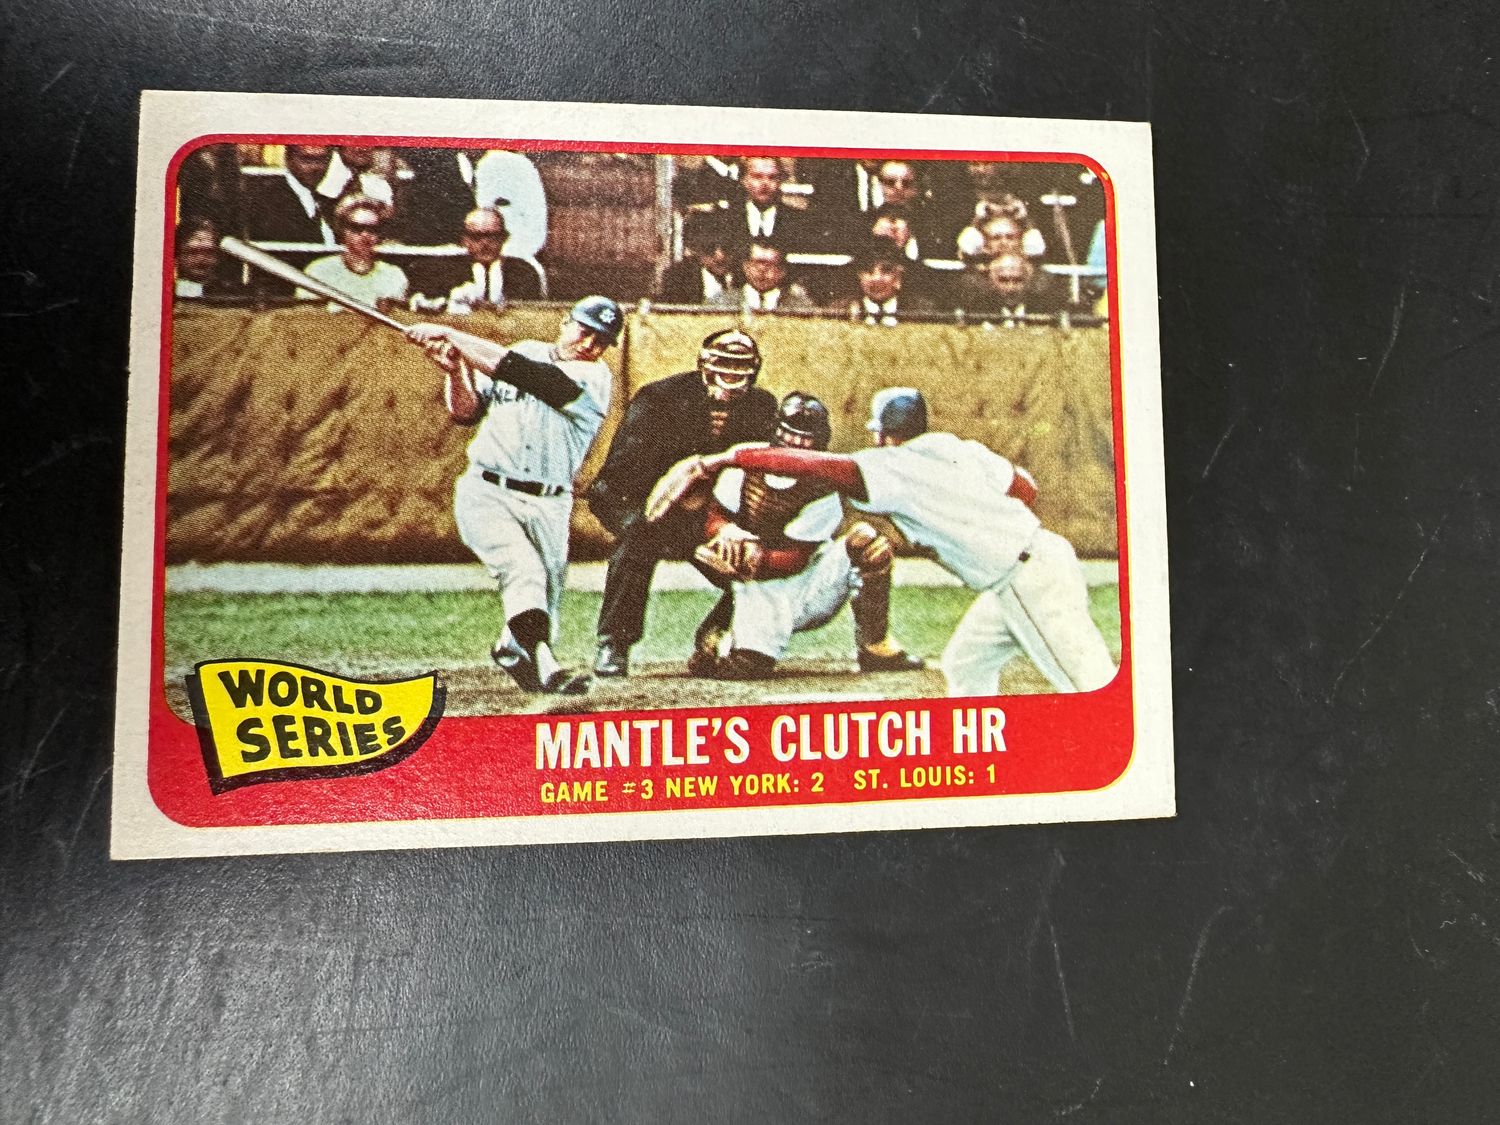 WORLD
SERIES
MANTLE'S CLUTCH HR
GAME #3 NEW YORK: 2 ST. LOUIS: 1